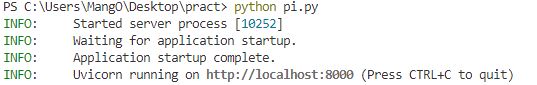 PS C:\Users\MangO\Desktop\pract> python pi.py
INFO:     Started server process [10252]
INFO:     Waiting for application startup.
INFO:     Application startup complete.
INFO:     Uvicorn running on http://localhost:8000 (Press CTRL+C to quit)